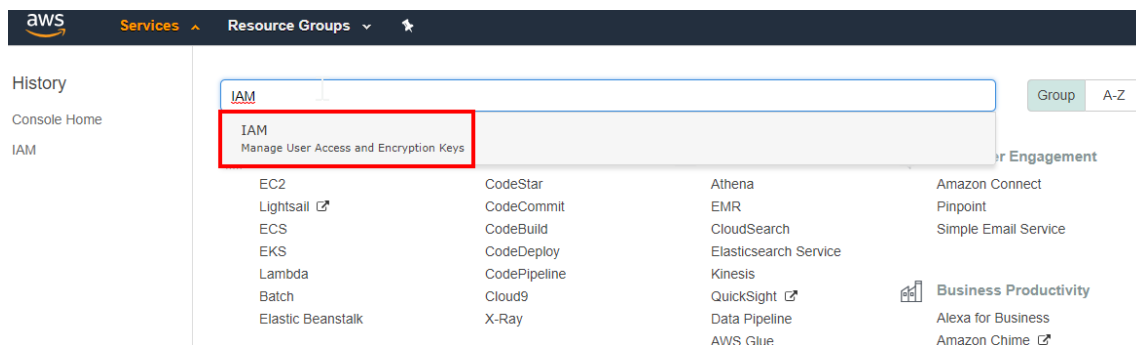 aws
Services
Resource Groups
History
Console Home
IAM
IAM
Group
A-Z
IAM
Manage User Access and Encryption Keys
EC2
Lightsail
ECS
EKS
Lambda
Batch
Elastic Beanstalk
CodeStar
CodeCommit
CodeBuild
CodeDeploy
CodePipeline
Cloud9
X-Ray
Athena
EMR
CloudSearch
Elasticsearch Service
Kinesis
QuickSight
Data Pipeline
AWS Glue
Engagement
Amazon Connect
Pinpoint
Simple Email Service
Business Productivity
Alexa for Business
Amazon Chime